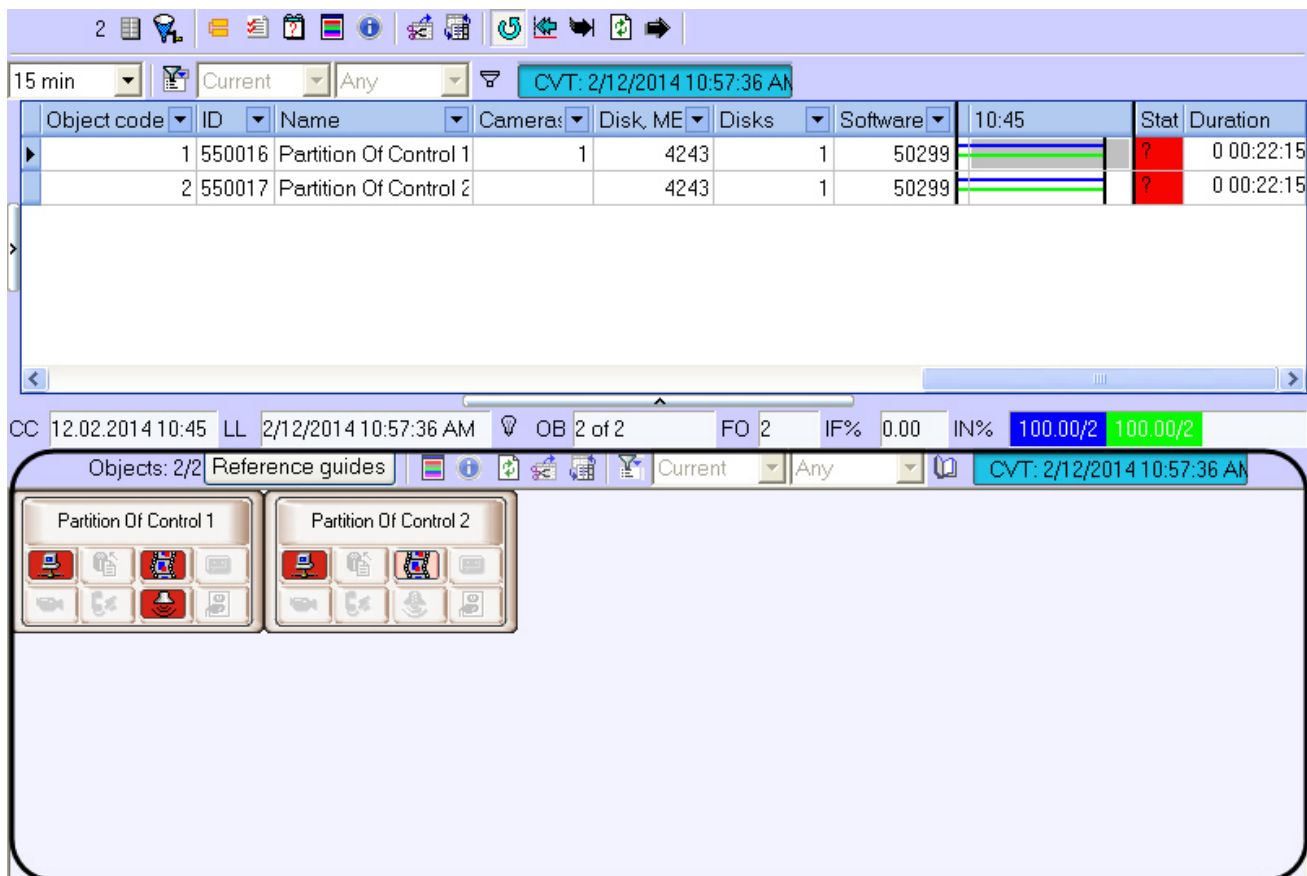 2
15 min Current Any CVT: 2/12/2014 10:57:36 AM
Object code ID Name Cameras Disk, ME Disks Software 10:45 Stat Duration
1 550016 Partition Of Control 1 1 4243 1 50299 ? 0 00:22:15
2 550017 Partition Of Control 2 4243 1 50299 ? 0 00:22:15
CC 12.02.2014 10:45 LL 2/12/2014 10:57:36 AM OB 2 of 2 FO 2 IF% 0.00 IN% 100.00/2 100.00/2
Objects: 2/2 Reference guides Current Any CVT: 2/12/2014 10:57:36 AM
Partition Of Control 1 Partition Of Control 2